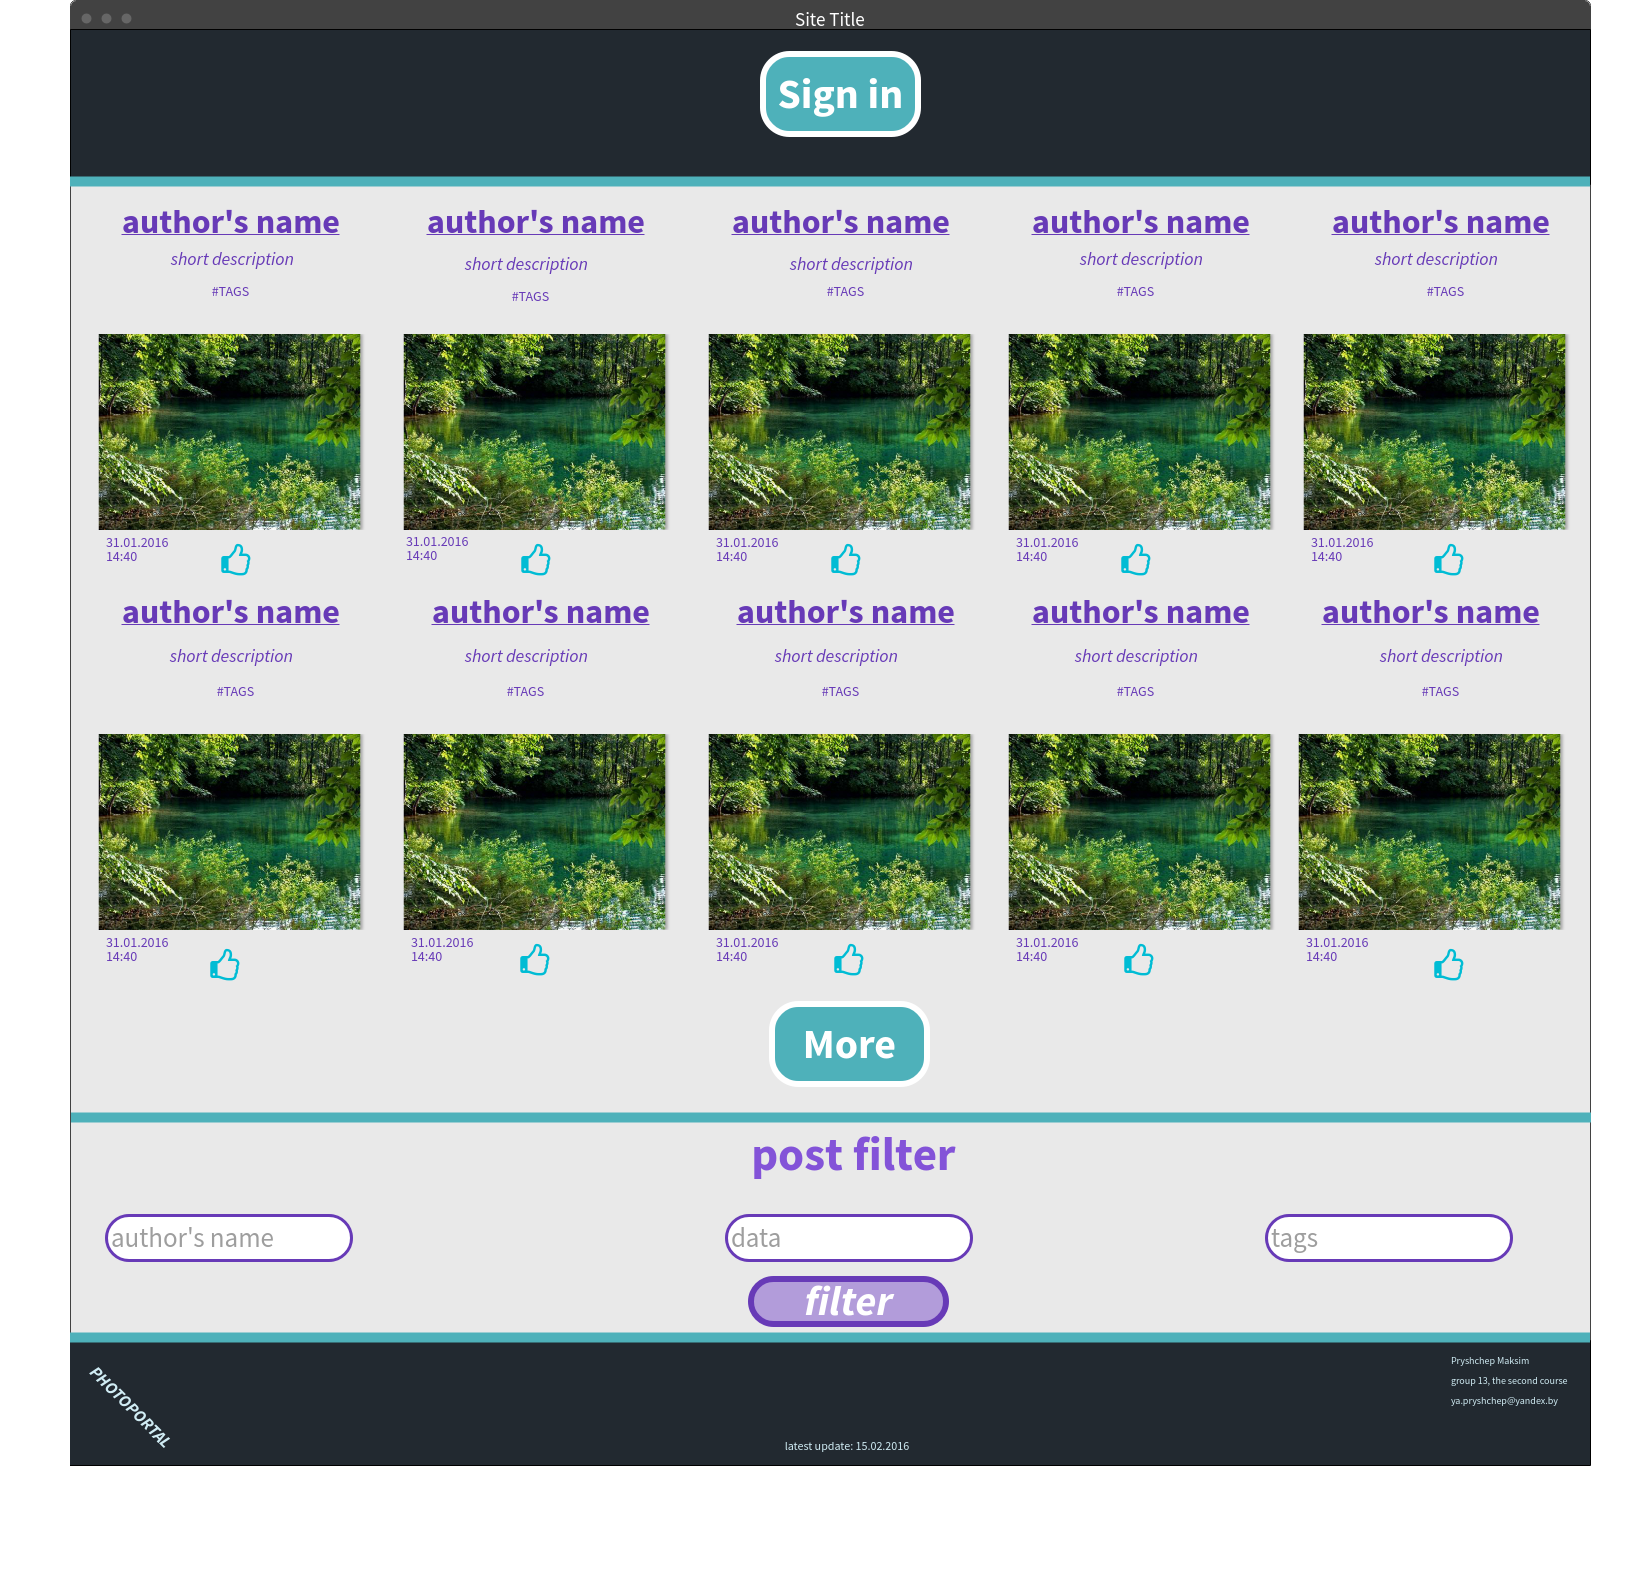 Site Title
Sign in
author's name
author's name
author's name
author's name
author's name
short description
short description
short description
short description
short description
#TAGS
#TAGS
#TAGS
#TAGS
#TAGS
31.01.2016
14:40
31.01.2016
14:40
31.01.2016
14:40
31.01.2016
14:40
31.01.2016
14:40
author's name
author's name
author's name
author's name
author's name
short description
short description
short description
short description
short description
#TAGS
#TAGS
#TAGS
#TAGS
#TAGS
31.01.2016
14:40
31.01.2016
14:40
31.01.2016
14:40
31.01.2016
14:40
31.01.2016
14:40
More
post filter
author's name
data
tags
filter
PHOTOPORTAL
Pryshchep Maksim
group 13, the second course
ya.pryshchep@yandex.by
latest update: 15.02.2016